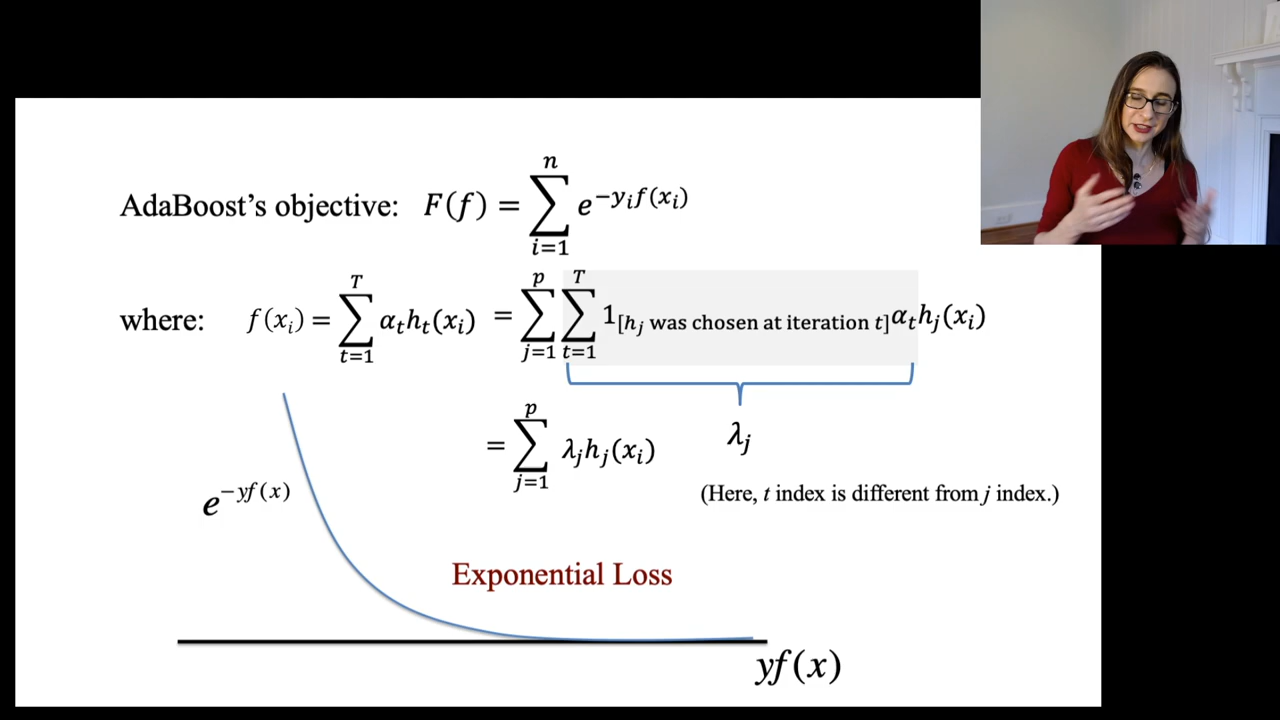 AdaBoost's objective: F(f) = ∑_{i=1}^{n} e^{−y_i f(x_i)}
where: f(x_i) = ∑_{t=1}^{T} α_t h_t(x_i) = ∑_{j=1}^{p} ∑_{t=1}^{T} 1_{[h_j was chosen at iteration t]} α_t h_j(x_i)
= ∑_{j=1}^{p} λ_j h_j(x_i)
λ_j
(Here, t index is different from j index.)
e^{−yf(x)}
Exponential Loss
yf(x)